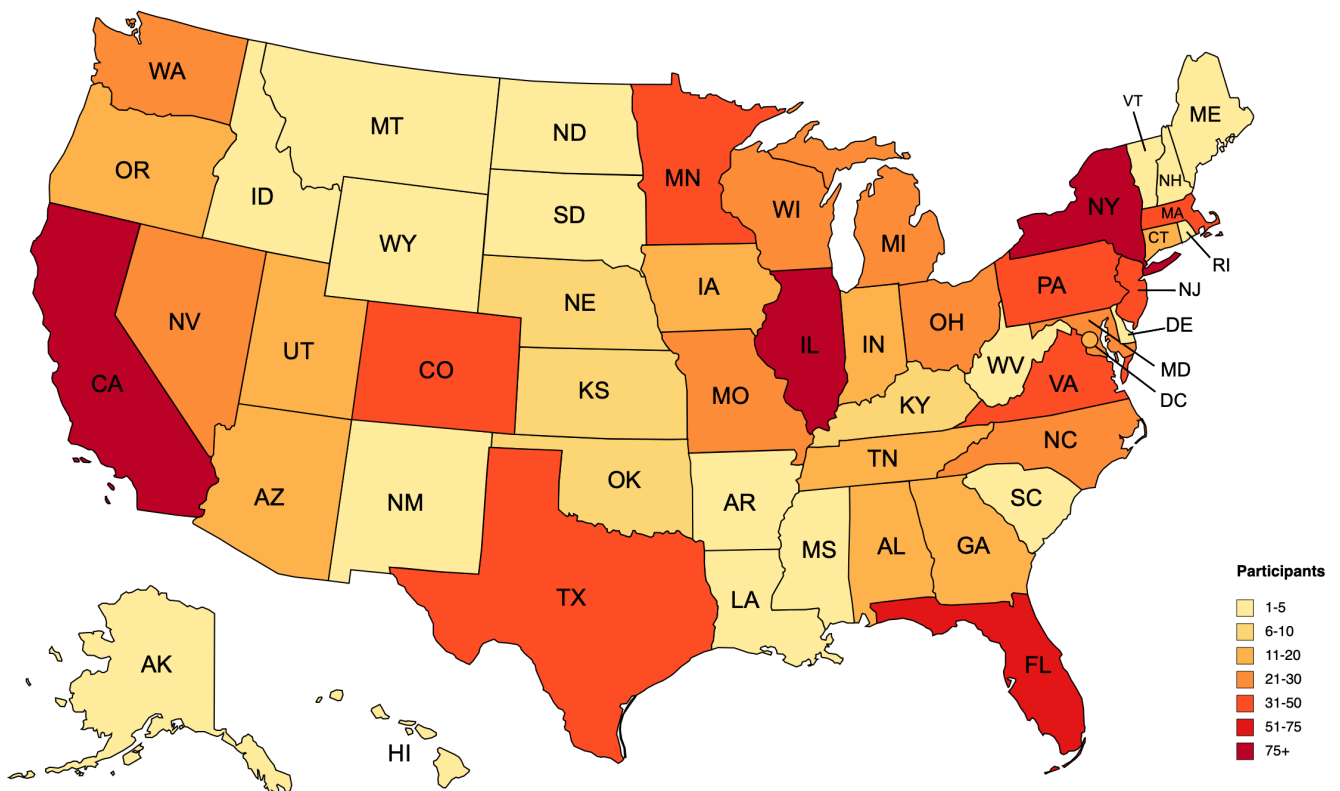 WA
MT
ND
MN
VT
ME
OR
ID
SD
WI
MI
NH
NY
MA
CT
RI
WY
IA
NE
PA
NJ
NV
UT
CO
IL
IN
OH
DE
MD
DC
CA
KS
MO
WV
VA
KY
NC
TN
AZ
NM
OK
AR
SC
MS
AL
GA
TX
LA
FL
AK
HI
Participants
1-5
6-10
11-20
21-30
31-50
51-75
75+